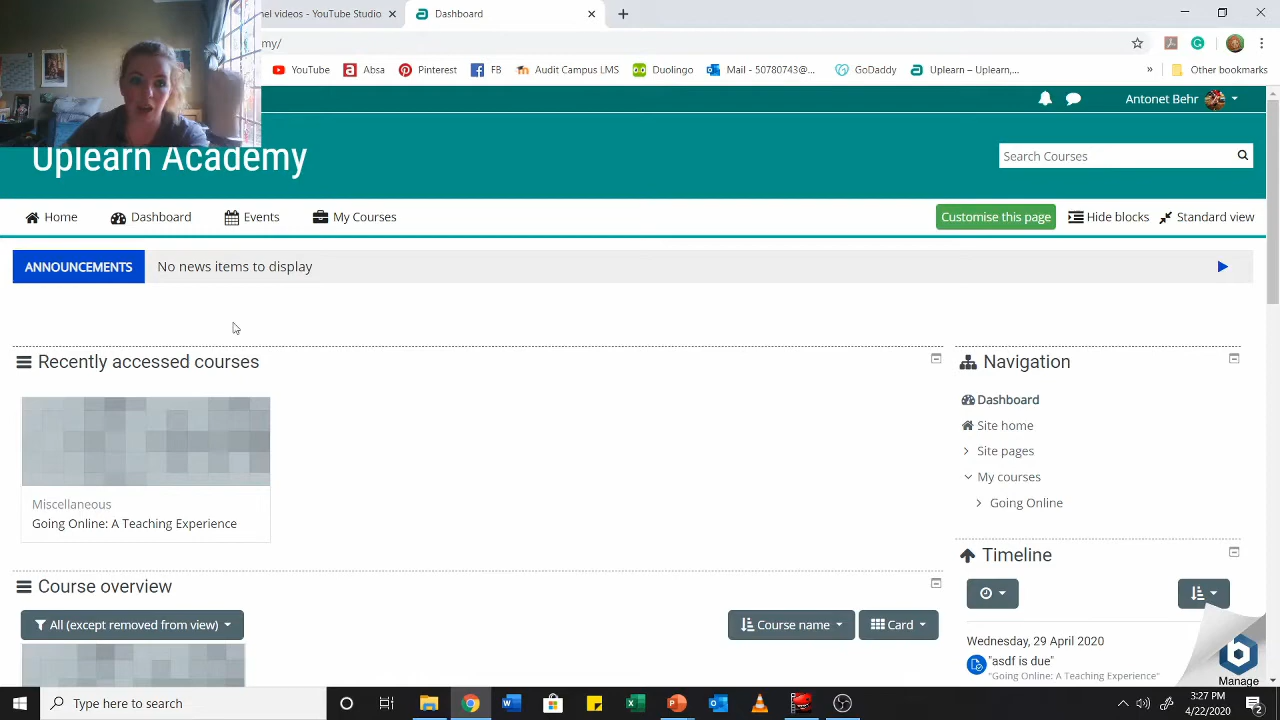 nel videos - YouTube Studio
Dashboard
my/
YouTube
Absa
Pinterest
FB
Audit Campus LMS
Duolingo
Mail - 50780743@...
GoDaddy
Uplearn – Uplearn,...
»
Other bookmarks
Antonet Behr
Uplearn Academy
Search Courses
Home
Dashboard
Events
My Courses
Customise this page
Hide blocks
Standard view
ANNOUNCEMENTS
No news items to display
Recently accessed courses
Navigation
Dashboard
Site home
Site pages
My courses
Going Online
Miscellaneous
Going Online: A Teaching Experience
Timeline
Course overview
All (except removed from view)
Course name
Card
Wednesday, 29 April 2020
"asdf is due"
"Going Online: A Teaching Experience"
Manage
Type here to search
3:27 PM
4/22/2020
2